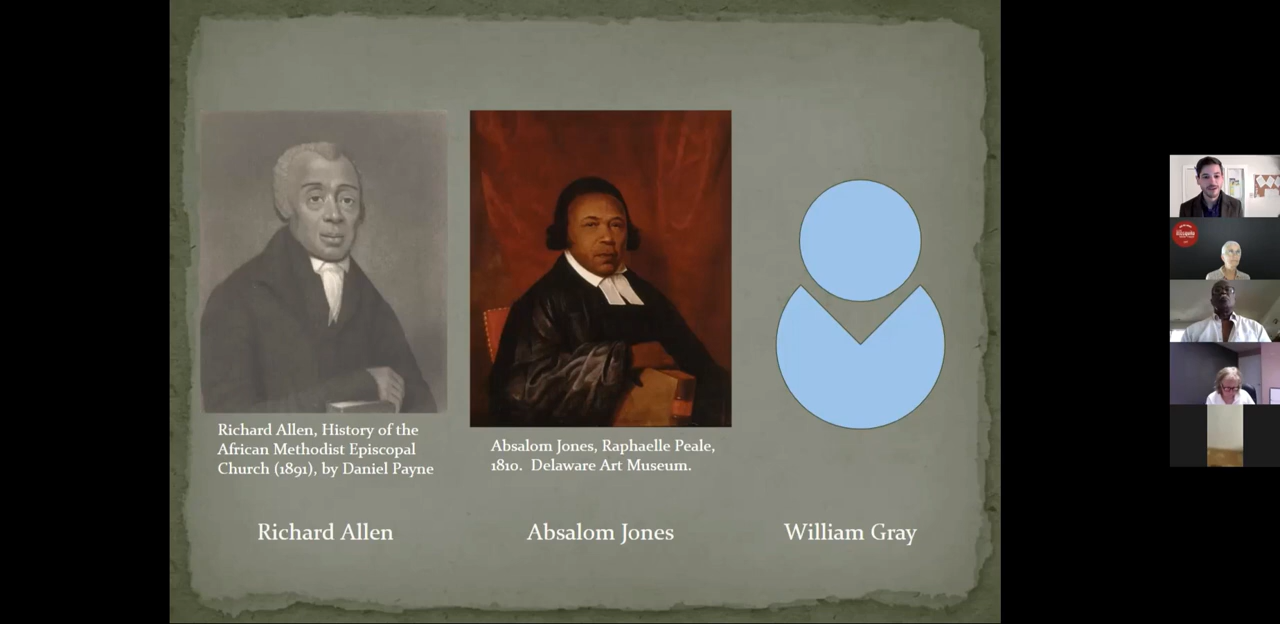 Richard Allen, History of the
African Methodist Episcopal
Church (1891), by Daniel Payne
Absalom Jones, Raphaelle Peale,
1810.  Delaware Art Museum.
Richard Allen
Absalom Jones
William Gray